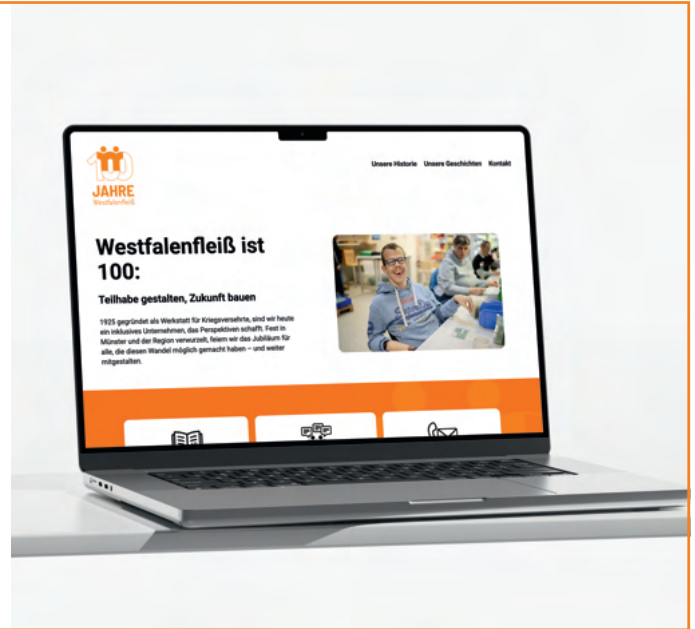 100
JAHRE
Westfalenfleiß
Unsere Historie Unsere Geschichten Kontakt
Westfalenfleiß ist
100:
Teilhabe gestalten, Zukunft bauen
1925 gegründet als Werkstatt für Kriegsversehrte, sind wir heute
ein inklusives Unternehmen, das Perspektiven schafft. Fest in
Münster und der Region verwurzelt, feiern wir das Jubiläum für
alle, die diesen Wandel möglich gemacht haben – und weiter
mitgestalten.